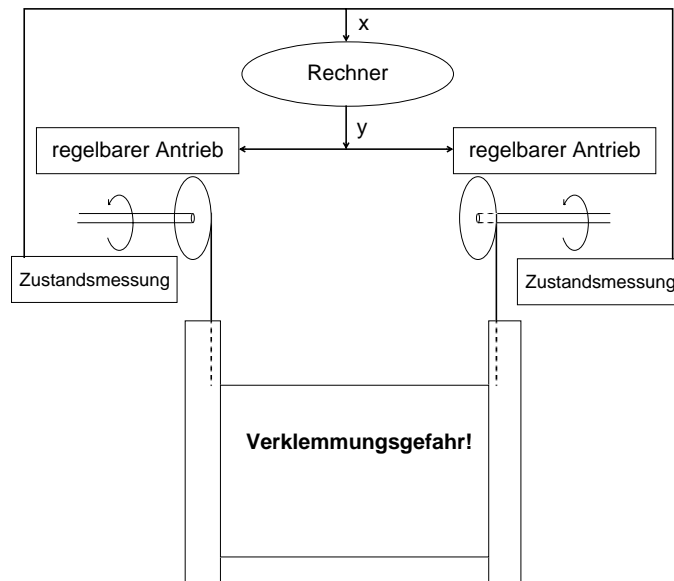 x
Rechner
y
regelbarer Antrieb
regelbarer Antrieb
Zustandsmessung
Zustandsmessung
Verklemmungsgefahr!